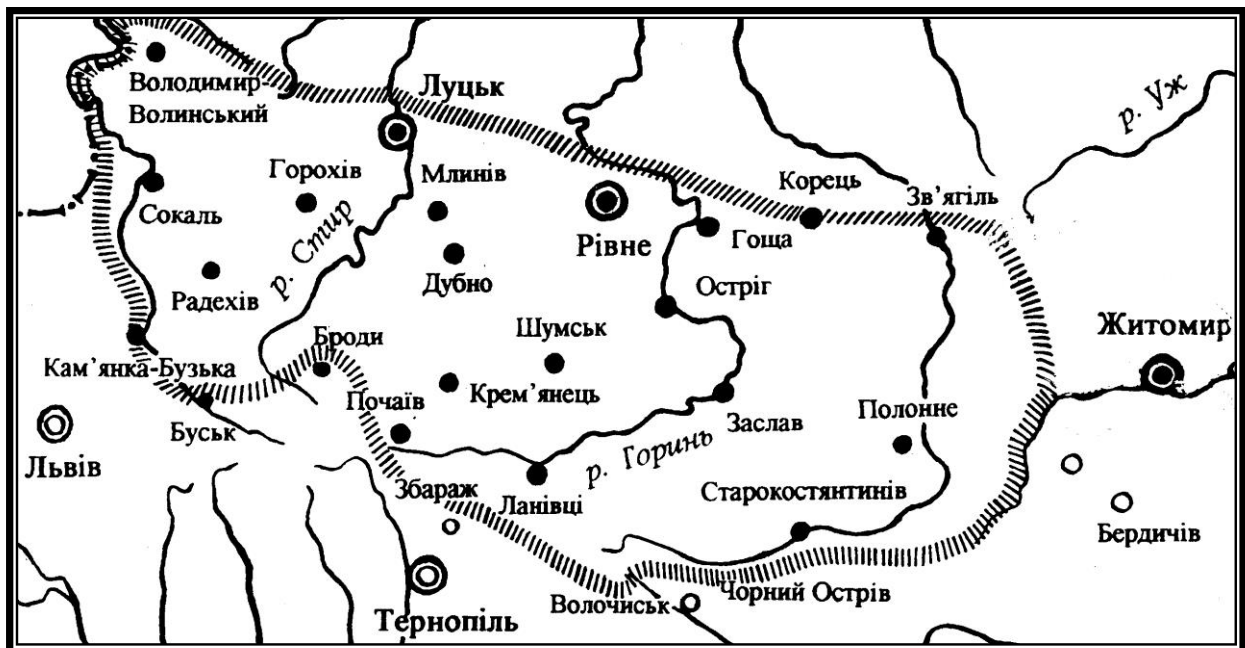 Володимир-
Волинський
Луцьк
р. Уж
Горохів
Млинів
Корець
Зв’ягіль
Сокаль
р. Стир
Рівне
Гоща
Радехів
Дубно
Остріг
Броди
Шумськ
Житомир
Кам’янка-Бузька
Почаїв
Крем’янець
Заслав
Полонне
Буськ
р. Горинь
Львів
Збараж
Ланівці
Старокостянтинів
Бердичів
Волочиськ
Чорний Острів
Тернопіль